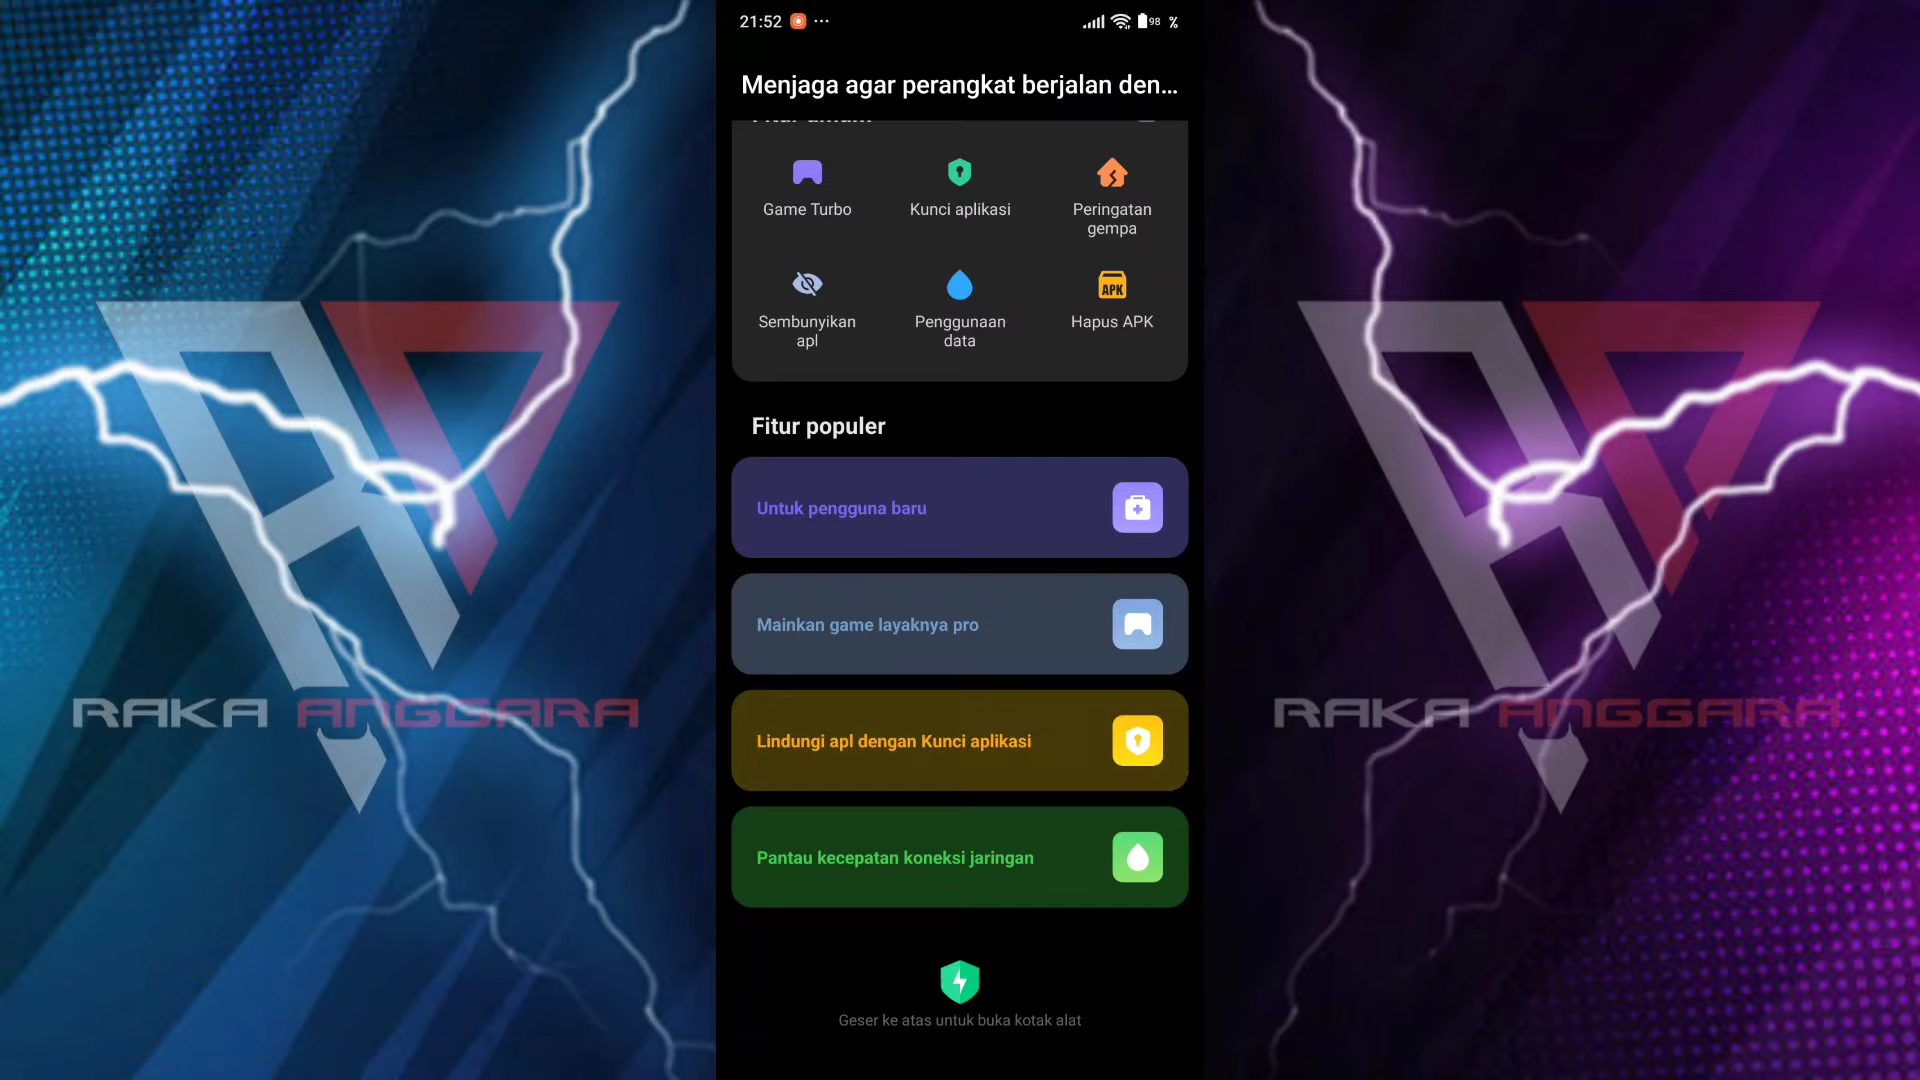 21:52
98 %
Menjaga agar perangkat berjalan den...
Fitur umum
Game Turbo
Kunci aplikasi
Peringatan
gempa
Sembunyikan
apl
Penggunaan
data
APK
Hapus APK
Fitur populer
Untuk pengguna baru
Mainkan game layaknya pro
Lindungi apl dengan Kunci aplikasi
Pantau kecepatan koneksi jaringan
Geser ke atas untuk buka kotak alat
RAKA ANGGARA
RAKA ANGGARA